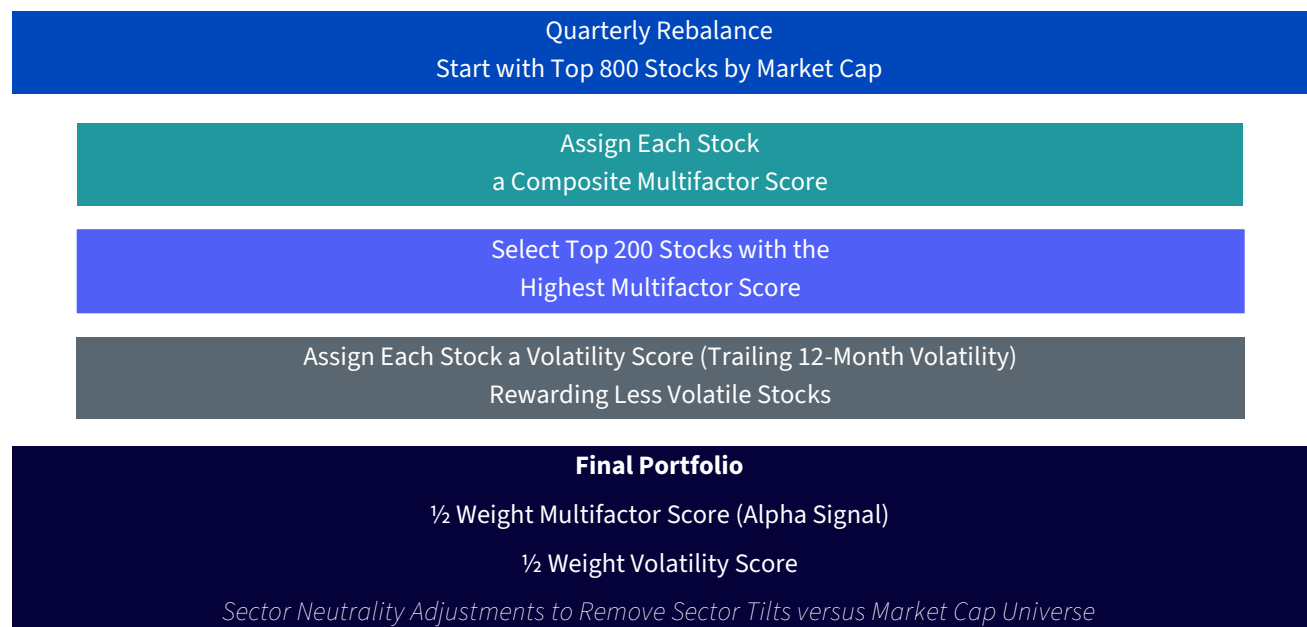 Quarterly Rebalance
Start with Top 800 Stocks by Market Cap
Assign Each Stock
a Composite Multifactor Score
Select Top 200 Stocks with the
Highest Multifactor Score
Assign Each Stock a Volatility Score (Trailing 12-Month Volatility)
Rewarding Less Volatile Stocks
Final Portfolio
½ Weight Multifactor Score (Alpha Signal)
½ Weight Volatility Score
Sector Neutrality Adjustments to Remove Sector Tilts versus Market Cap Universe